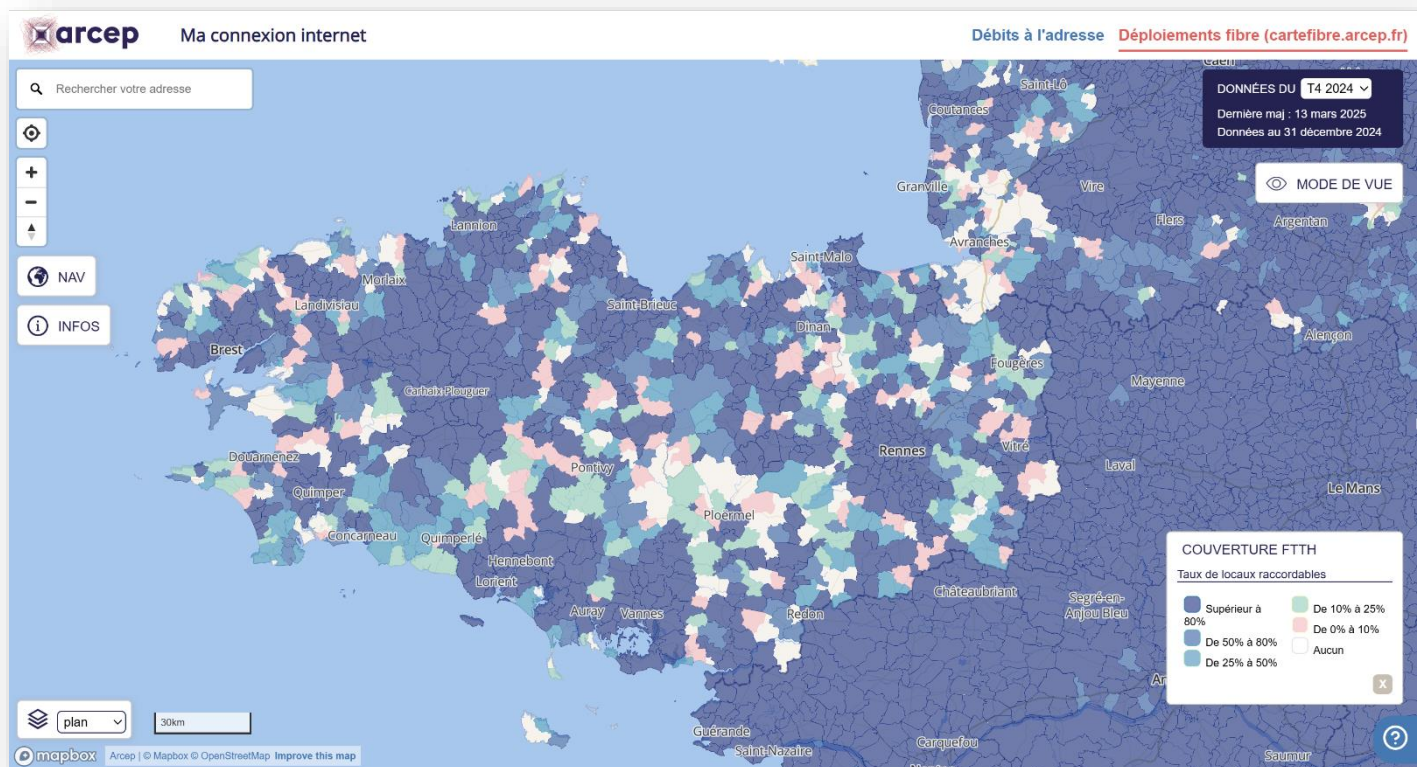 arcep
Ma connexion internet
Débits à l'adresse
Déploiements fibre (cartefibre.arcep.fr)
Rechercher votre adresse
DONNÉES DU T4 2024
Dernière maj : 13 mars 2025
Données au 31 décembre 2024
MODE DE VUE
NAV
INFOS
Caen
Saint-Lô
Coutances
Granville
Vire
Flers
Argentan
Lannion
Avranches
Saint-Malo
Morlaix
Landivisiau
Saint-Brieuc
Dinan
Alençon
Brest
Fougères
Mayenne
Carhaix-Plouguer
Douarnenez
Pontivy
Rennes
Vitré
Laval
Le Mans
Quimper
Ploërmel
Concarneau
Quimperlé
Hennebont
Lorient
Auray
Vannes
Redon
Châteaubriant
Segré-en-
Anjou Bleu
Guérande
Saint-Nazaire
Carquefou
Saumur
COUVERTURE FTTH
Taux de locaux raccordables
Supérieur à
80%
De 50% à 80%
De 25% à 50%
De 10% à 25%
De 0% à 10%
Aucun
X
plan
30km
mapbox
Arcep | © Mapbox © OpenStreetMap Improve this map